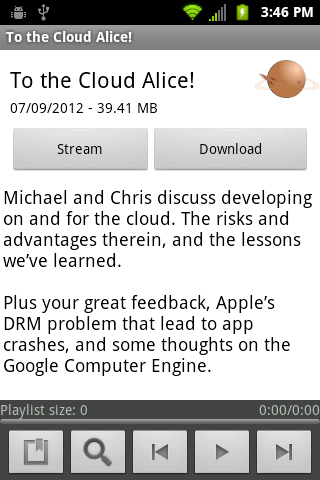 3:46 PM
To the Cloud Alice!
To the Cloud Alice!
07/09/2012 - 39.41 MB
Stream Download
Michael and Chris discuss developing
on and for the cloud. The risks and
advantages therein, and the lessons
we've learned.
Plus your great feedback, Apple's
DRM problem that lead to app
crashes, and some thoughts on the
Google Computer Engine.
Playlist size: 0 0:00/0:00